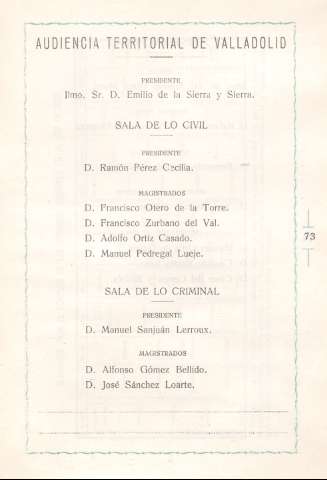 AUDIENCIA TERRITORIAL DE VALLADOLID
PRESIDENTE
Ilmo. Sr. D. Emilio de la Sierra y Sierra.
SALA DE LO CIVIL
PRESIDENTE
D. Ramón Pérez Cecilia.
MAGISTRADOS
D. Francisco Otero de la Torre.
D. Francisco Zurbano del Val.
D. Adolfo Ortiz Casado.
D. Manuel Pedregal Lueje.
73
SALA DE LO CRIMINAL
PRESIDENTE
D. Manuel Sanjuán Lerroux.
MAGISTRADOS
D. Alfonso Gómez Bellido.
D. José Sánchez Loarte.